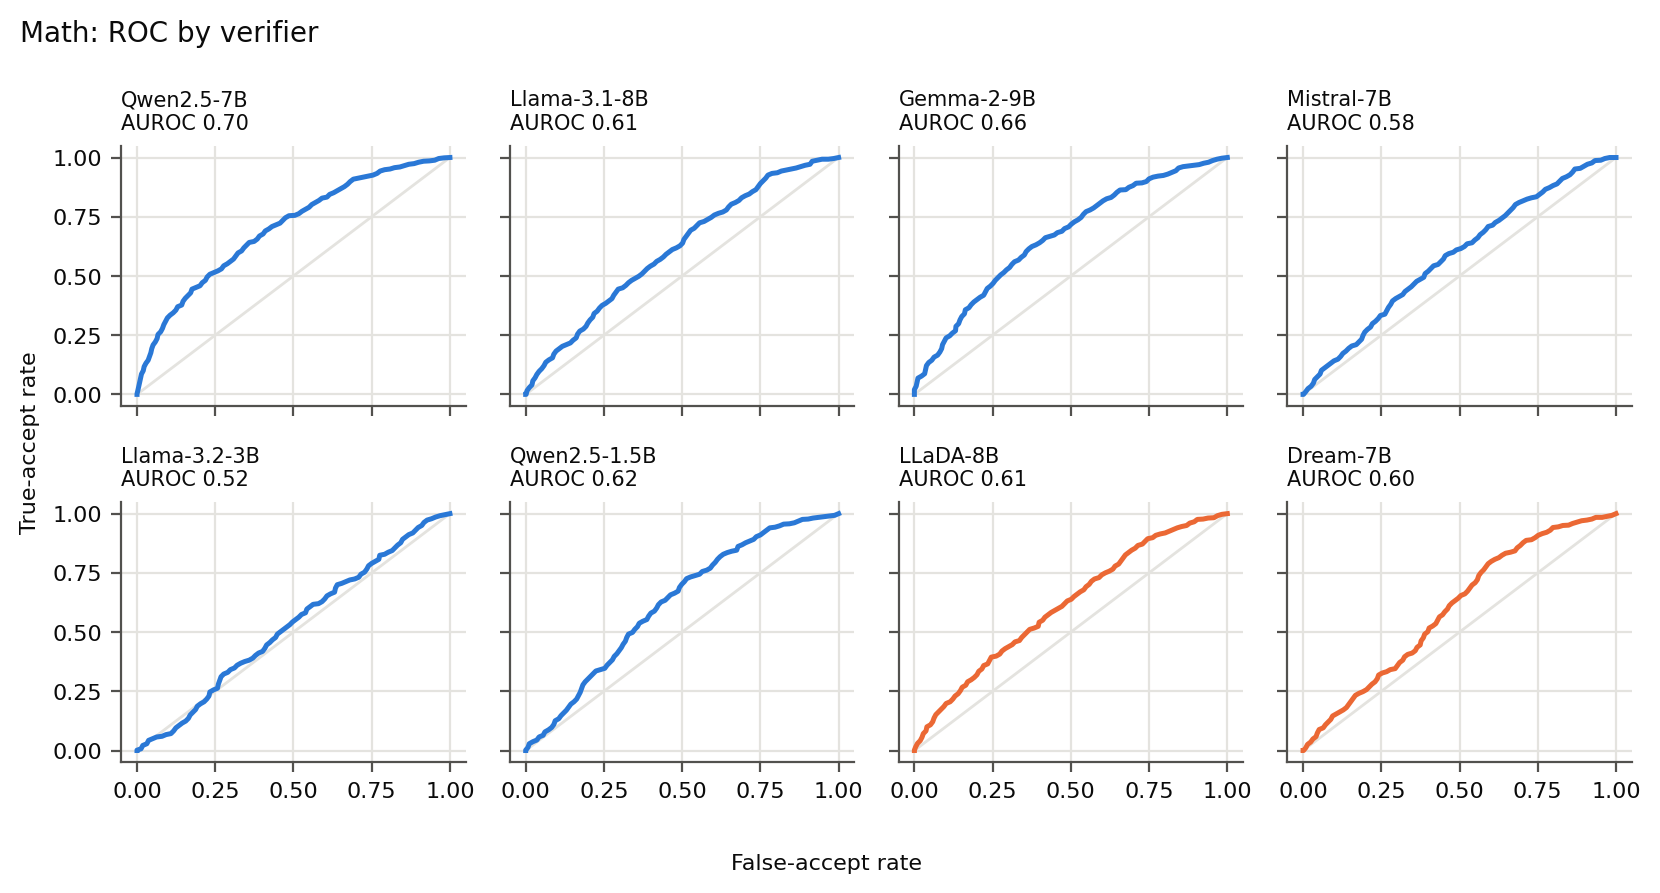 Math: ROC by verifier
Qwen2.5-7B
AUROC 0.70
Llama-3.1-8B
AUROC 0.61
Gemma-2-9B
AUROC 0.66
Mistral-7B
AUROC 0.58
1.00
0.75
0.50
0.25
0.00
True-accept rate
Llama-3.2-3B
AUROC 0.52
Qwen2.5-1.5B
AUROC 0.62
LLaDA-8B
AUROC 0.61
Dream-7B
AUROC 0.60
1.00
0.75
0.50
0.25
0.00
0.00 0.25 0.50 0.75 1.00
0.00 0.25 0.50 0.75 1.00
0.00 0.25 0.50 0.75 1.00
0.00 0.25 0.50 0.75 1.00
False-accept rate